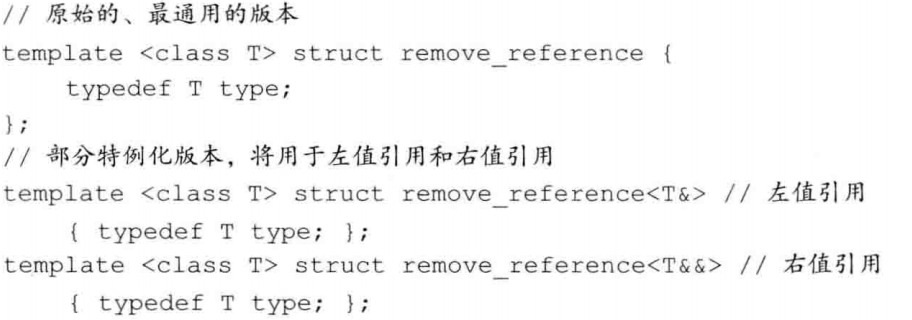 // 原始的、最通用的版本
template <class T> struct remove_reference {
    typedef T type;
};
// 部分特例化版本，将用于左值引用和右值引用
template <class T> struct remove_reference<T&> // 左值引用
    { typedef T type; };
template <class T> struct remove_reference<T&&> // 右值引用
    { typedef T type; };